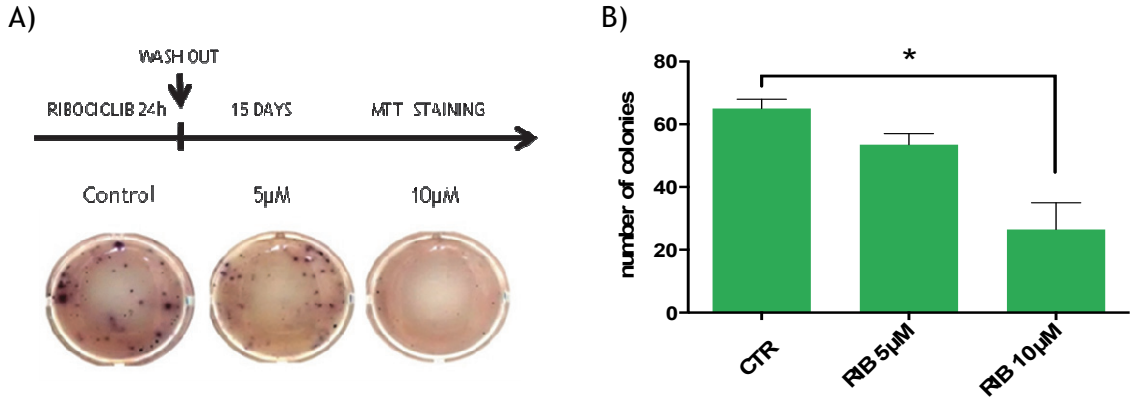 A)
WASH OUT
RIBOCICLIB 24h 15 DAYS MTT STAINING
Control 5µM 10µM
B)
*
80
60
40
20
0
number of colonies
CTR RIB 5µM RIB 10µM